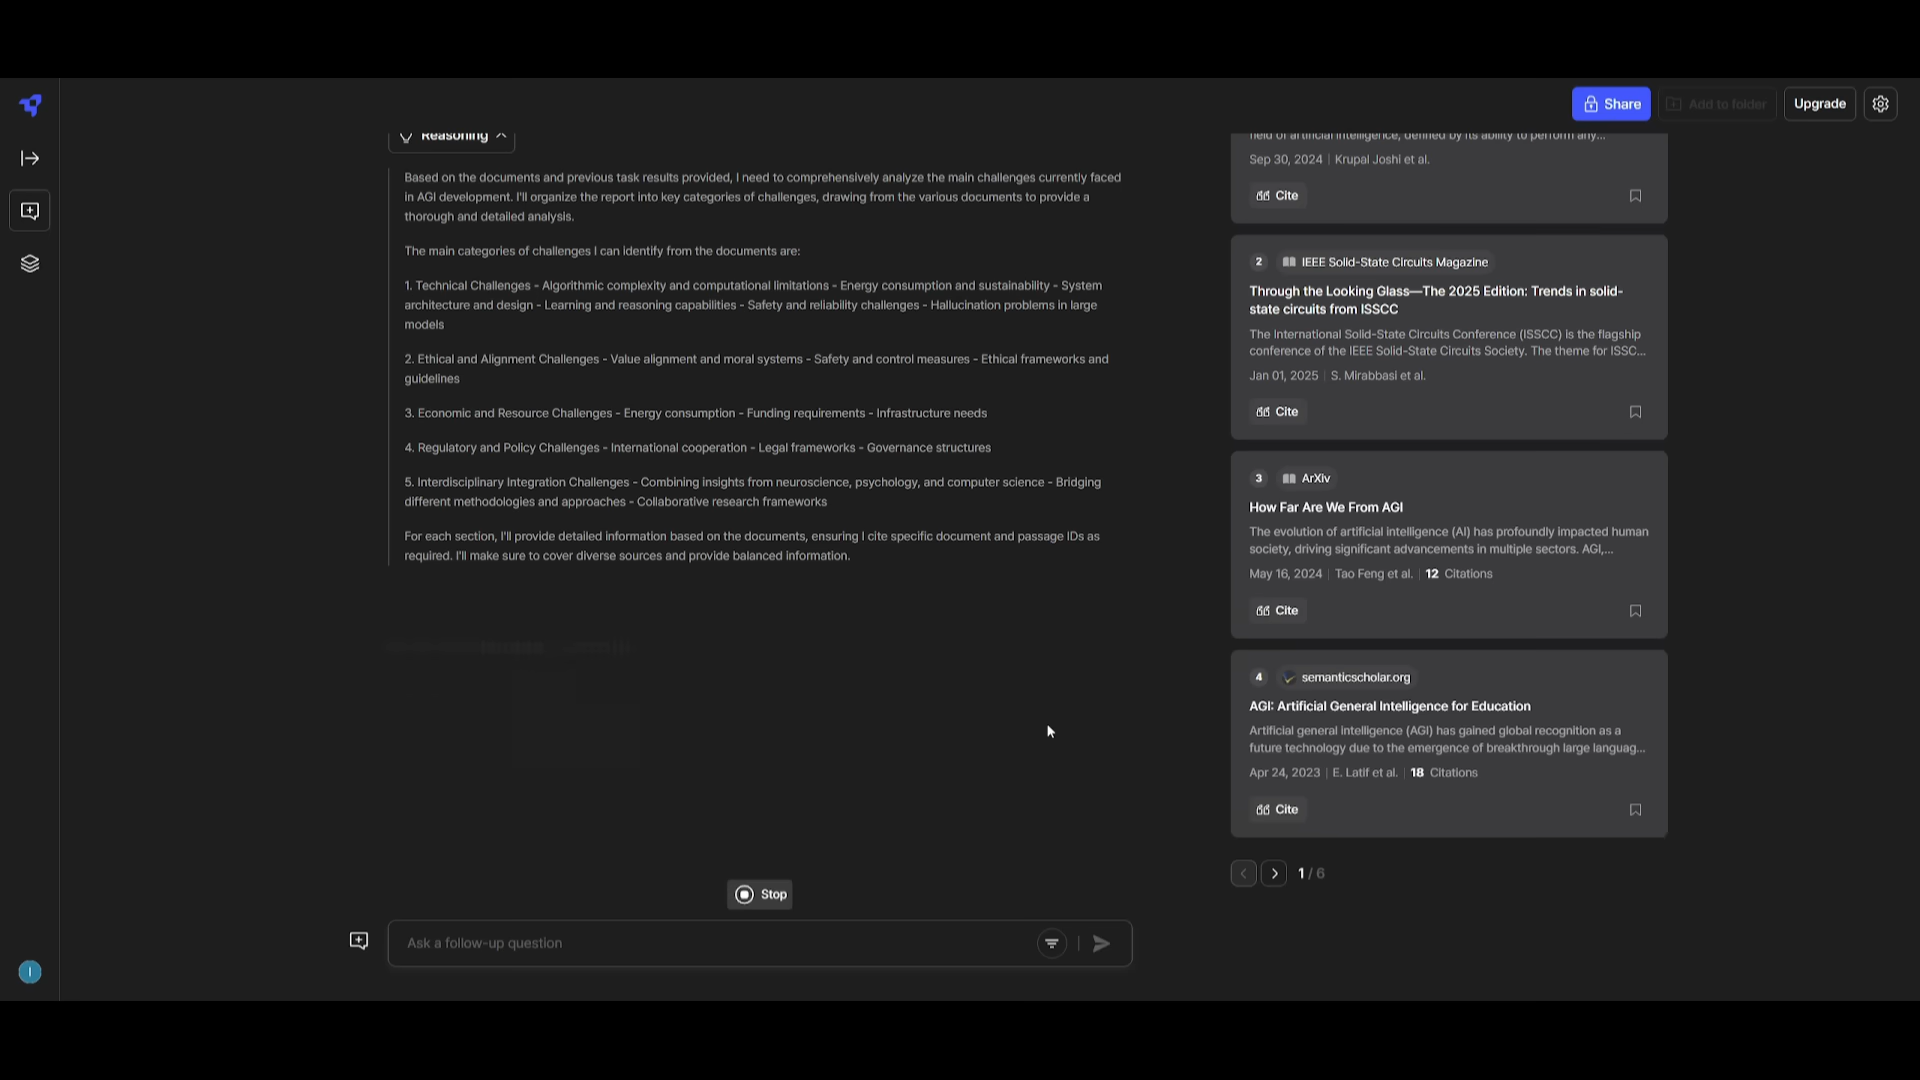 Share
Add to folder
Upgrade
Reasoning
Based on the documents and previous task results provided, I need to comprehensively analyze the main challenges currently faced
in AGI development. I'll organize the report into key categories of challenges, drawing from the various documents to provide a
thorough and detailed analysis.
The main categories of challenges I can identify from the documents are:
1. Technical Challenges - Algorithmic complexity and computational limitations - Energy consumption and sustainability - System
architecture and design - Learning and reasoning capabilities - Safety and reliability challenges - Hallucination problems in large
models
2. Ethical and Alignment Challenges - Value alignment and moral systems - Safety and control measures - Ethical frameworks and
guidelines
3. Economic and Resource Challenges - Energy consumption - Funding requirements - Infrastructure needs
4. Regulatory and Policy Challenges - International cooperation - Legal frameworks - Governance structures
5. Interdisciplinary Integration Challenges - Combining insights from neuroscience, psychology, and computer science - Bridging
different methodologies and approaches - Collaborative research frameworks
For each section, I'll provide detailed information based on the documents, ensuring I cite specific document and passage IDs as
required. I'll make sure to cover diverse sources and provide balanced information.
Stop
Ask a follow-up question
I
field of artificial intelligence, defined by its ability to perform any...
Sep 30, 2024 | Krupal Joshi et al.
Cite
2 IEEE Solid-State Circuits Magazine
Through the Looking Glass—The 2025 Edition: Trends in solid-
state circuits from ISSCC
The International Solid-State Circuits Conference (ISSCC) is the flagship
conference of the IEEE Solid-State Circuits Society. The theme for ISSC...
Jan 01, 2025 | S. Mirabbasi et al.
Cite
3 ArXiv
How Far Are We From AGI
The evolution of artificial intelligence (AI) has profoundly impacted human
society, driving significant advancements in multiple sectors. AGI,...
May 16, 2024 | Tao Feng et al. | 12 Citations
Cite
4 semanticscholar.org
AGI: Artificial General Intelligence for Education
Artificial general intelligence (AGI) has gained global recognition as a
future technology due to the emergence of breakthrough large languag...
Apr 24, 2023 | E. Latif et al. | 18 Citations
Cite
1 / 6